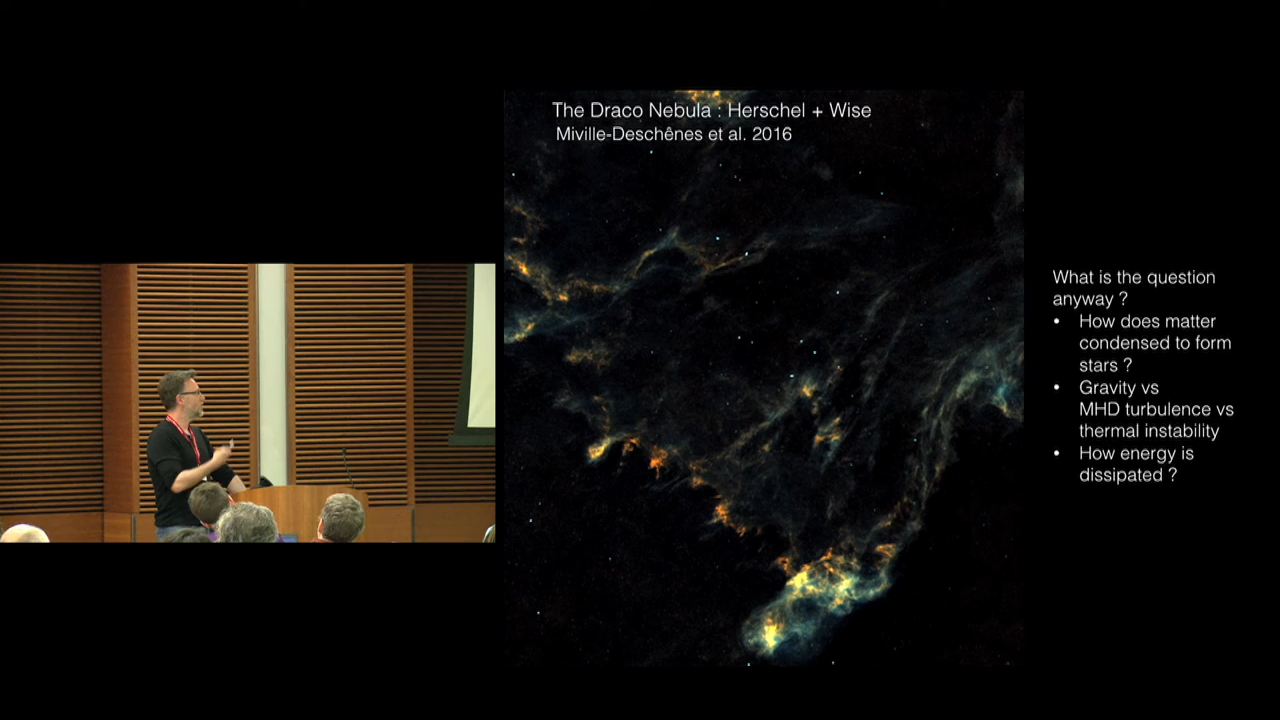 The Draco Nebula : Herschel + Wise
Miville-Deschênes et al. 2016
What is the question
anyway ?
• How does matter
condensed to form
stars ?
• Gravity vs
MHD turbulence vs
thermal instability
• How energy is
dissipated ?